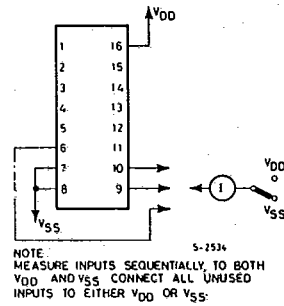 VDD
1 16
2 15
3 14
4 13
5 12
6 11
7 10
8 9
VSS
I
VDD
VSS
S-2534
NOTE
MEASURE INPUTS SEQUENTIALLY, TO BOTH
VDD AND VSS CONNECT ALL UNUSED
INPUTS TO EITHER VDD OR VSS.